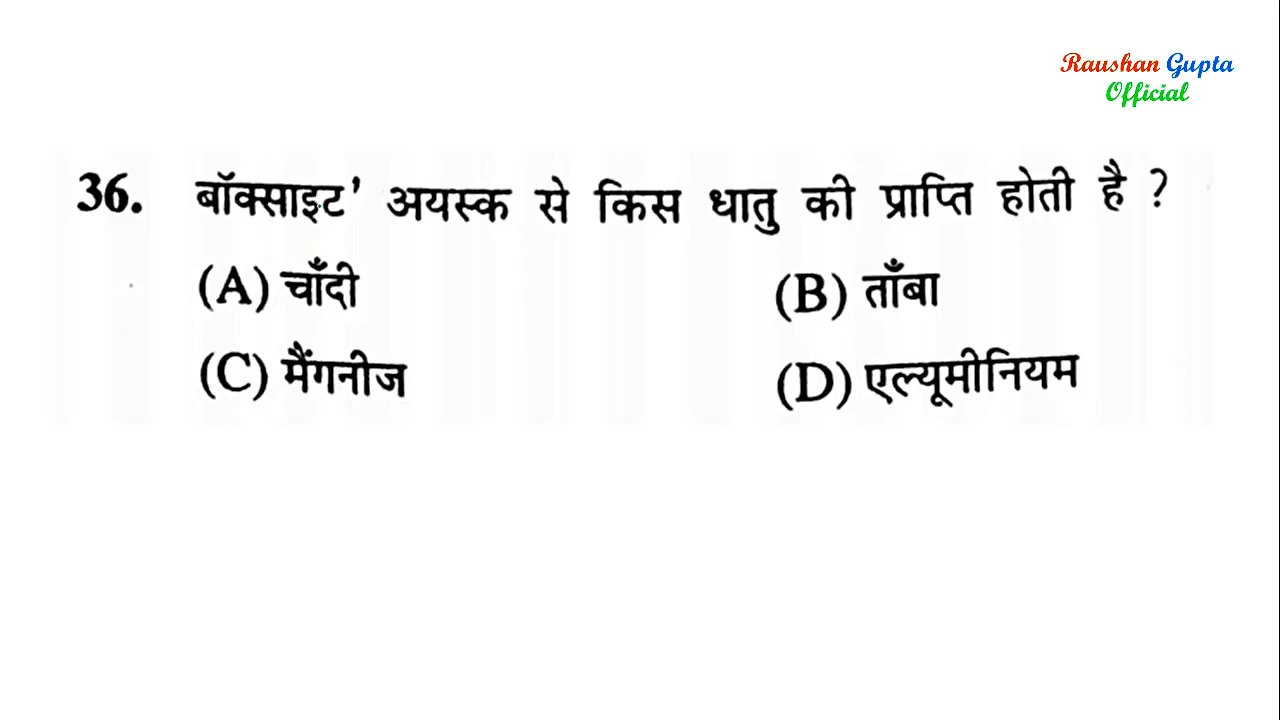 Raushan Gupta
Official
36. बॉक्साइट' अयस्क से किस धातु की प्राप्ति होती है ?
(A) चाँदी (B) ताँबा
(C) मैंगनीज (D) एल्यूमीनियम